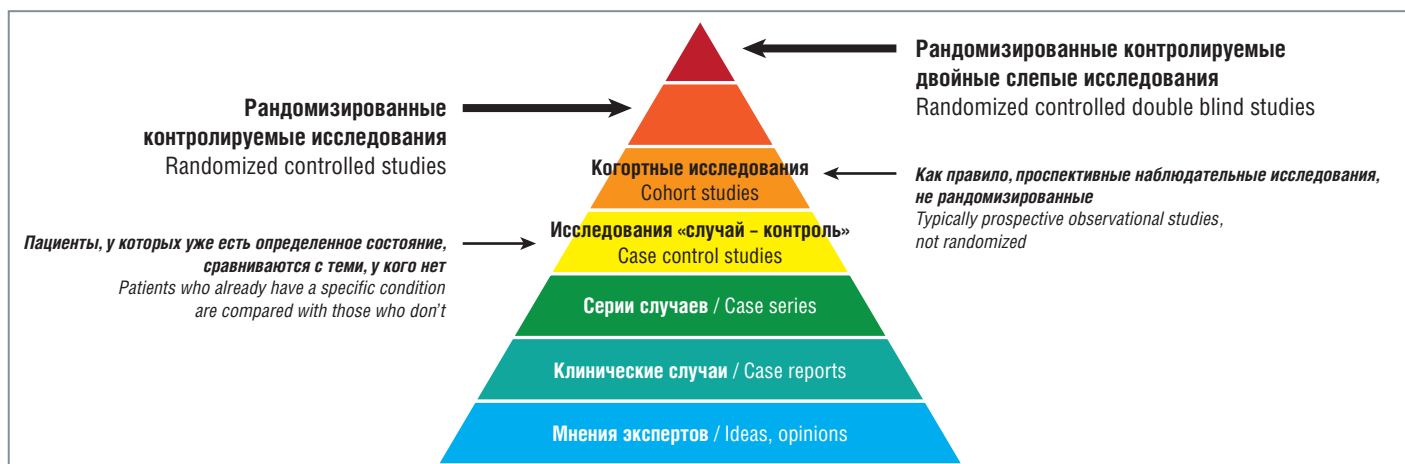 Рандомизированные контролируемые
двойные слепые исследования
Randomized controlled double blind studies
Рандомизированные
контролируемые исследования
Randomized controlled studies
Когортные исследования
Cohort studies
Как правило, проспективные наблюдательные исследования,
не рандомизированные
Typically prospective observational studies,
not randomized
Исследования «случай – контроль»
Case control studies
Пациенты, у которых уже есть определенное состояние,
сравниваются с теми, у кого нет
Patients who already have a specific condition
are compared with those who don’t
Серии случаев / Case series
Клинические случаи / Case reports
Мнения экспертов / Ideas, opinions